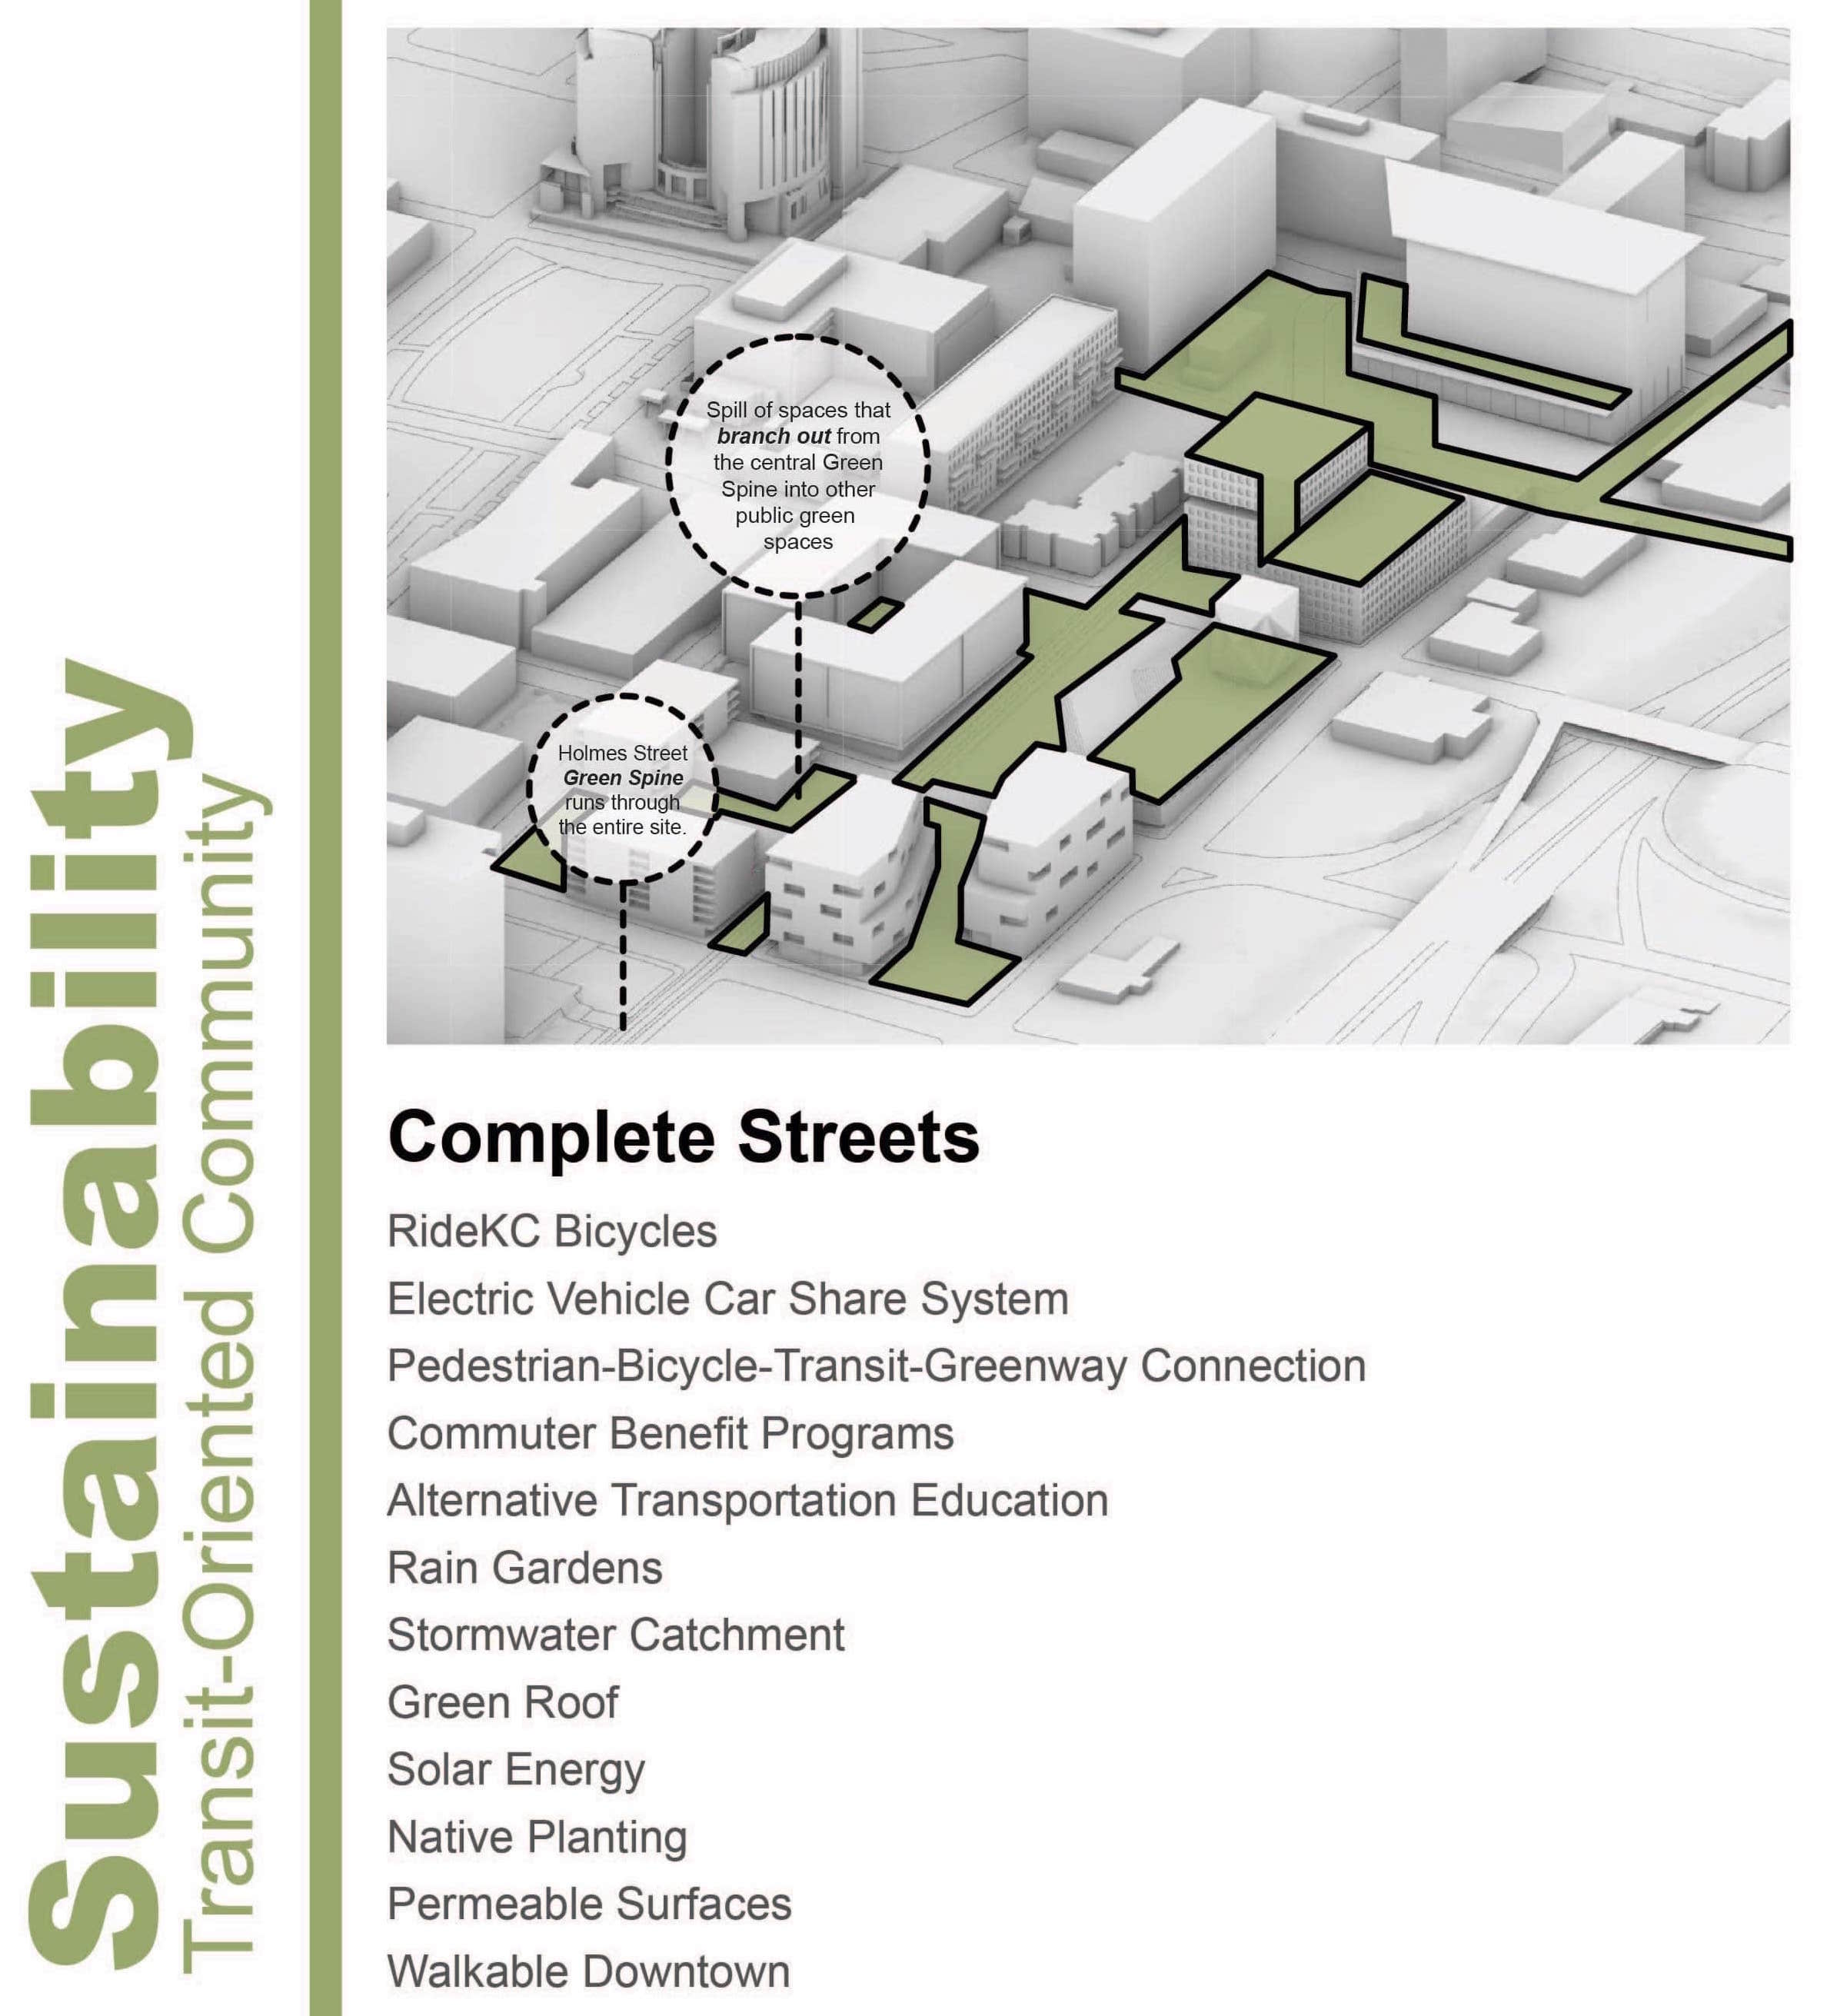 Sustainability
Transit-Oriented Community
Spill of spaces that
branch out from
the central Green
Spine into other
public green
spaces
Holmes Street
Green Spine
runs through
the entire site.
Complete Streets
RideKC Bicycles
Electric Vehicle Car Share System
Pedestrian-Bicycle-Transit-Greenway Connection
Commuter Benefit Programs
Alternative Transportation Education
Rain Gardens
Stormwater Catchment
Green Roof
Solar Energy
Native Planting
Permeable Surfaces
Walkable Downtown